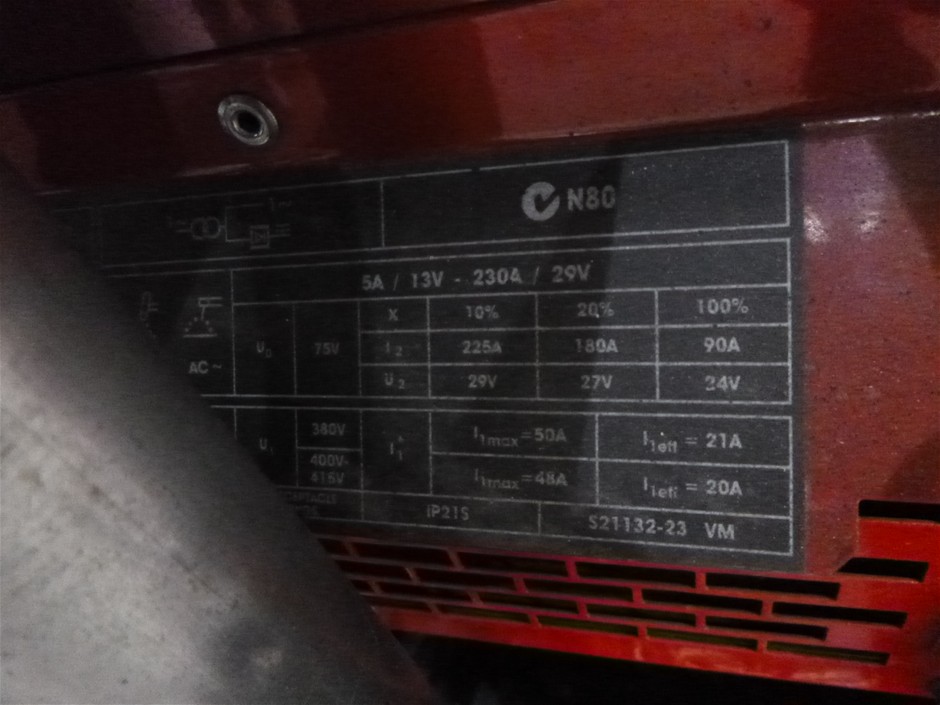 N80
5A / 13V - 230A / 29V
X 10% 20% 100%
U₀ 75V I₂ 225A 180A 90A
AC ~ U₂ 29V 27V 24V
U₁ 380V I₁ I₁max=50A I₁eff = 21A
400V-
415V I₁max=48A I₁eff = 20A
IP21S S21132-23 VM